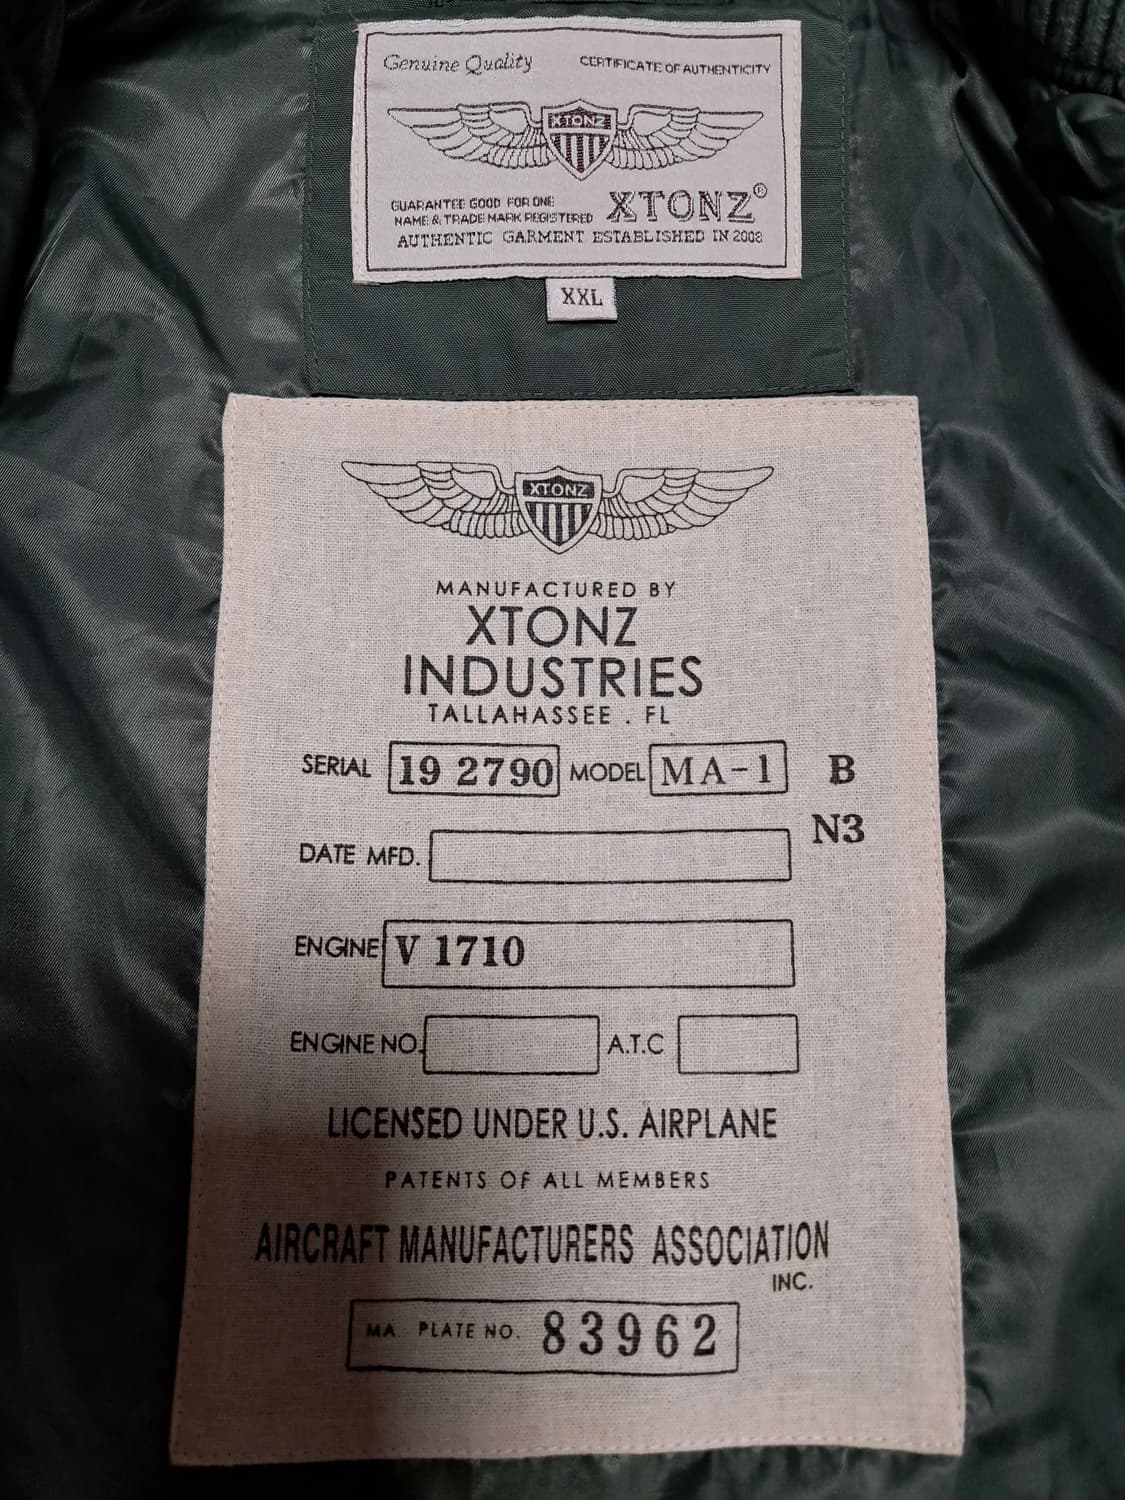 Genuine Quality CERTIFICATE OF AUTHENTICITY
XTONZ
GUARANTEE GOOD FOR ONE
NAME & TRADE MARK REGISTERED
XTONZ®
AUTHENTIC GARMENT ESTABLISHED IN 2008
XXL
XTONZ
MANUFACTURED BY
XTONZ
INDUSTRIES
TALLAHASSEE . FL
SERIAL 19 2790 MODEL MA-1 B
N3
DATE MFD.
ENGINE V 1710
ENGINE NO. A.T.C
LICENSED UNDER U.S. AIRPLANE
PATENTS OF ALL MEMBERS
AIRCRAFT MANUFACTURERS ASSOCIATION
INC.
MA PLATE NO. 83962